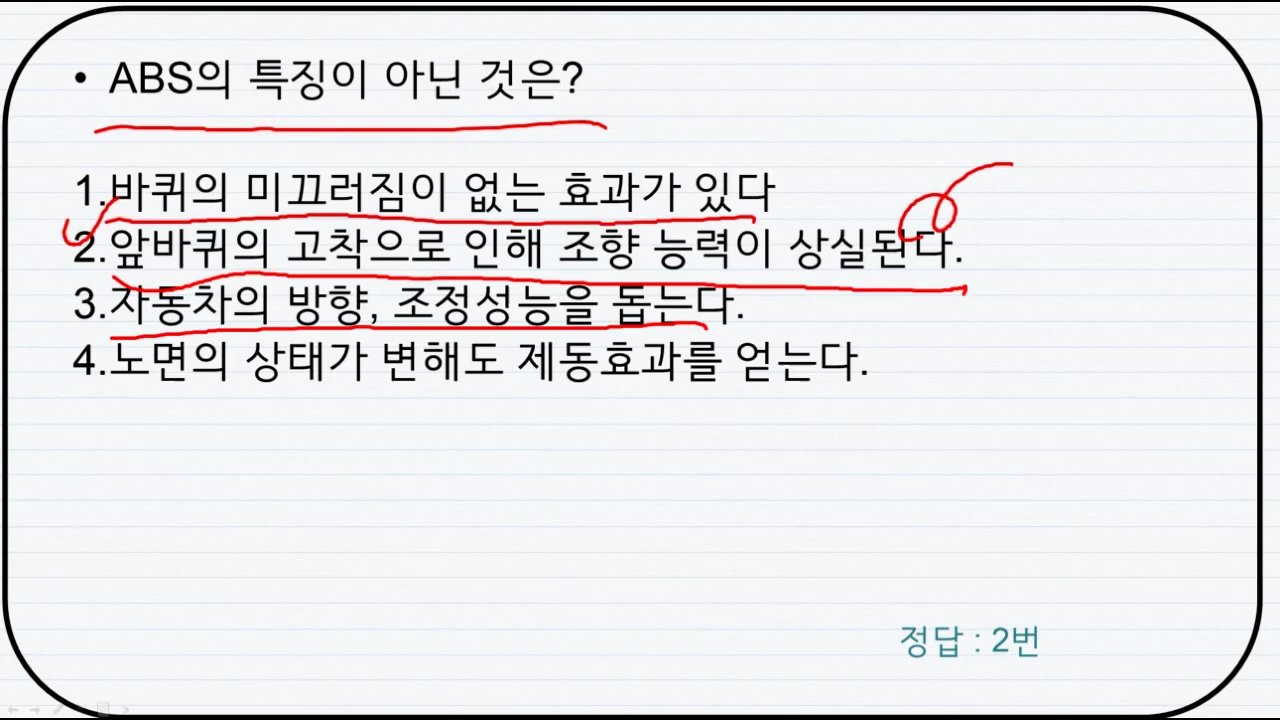 • ABS의 특징이 아닌 것은?
1.바퀴의 미끄러짐이 없는 효과가 있다
2.앞바퀴의 고착으로 인해 조향 능력이 상실된다.
3.자동차의 방향, 조정성능을 돕는다.
4.노면의 상태가 변해도 제동효과를 얻는다.
정답 : 2번